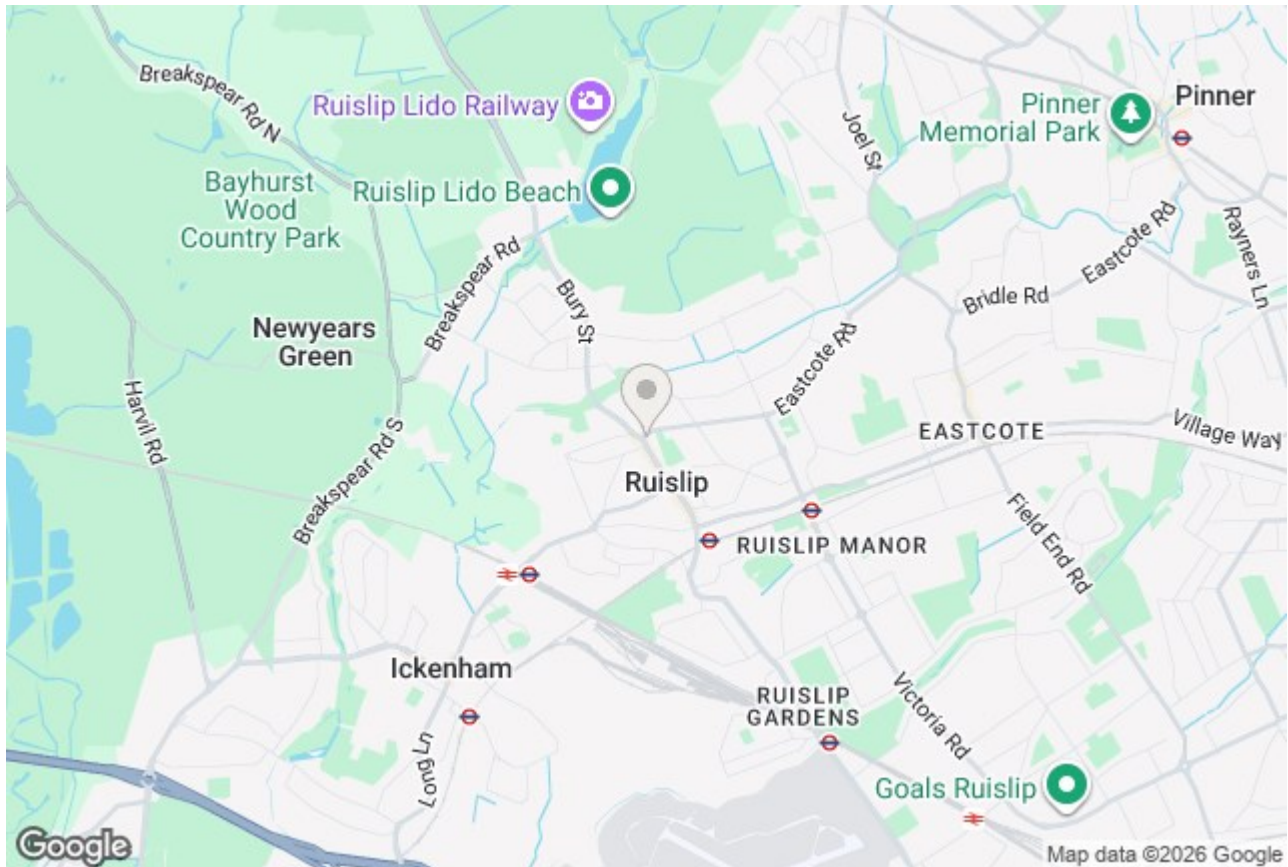 Breakspear Rd N
Ruislip Lido Railway
Joel St
Pinner
Memorial Park
Pinner
Bayhurst
Wood
Country Park
Ruislip Lido Beach
Breakspear Rd
Bury St
Eastcote Rd
Rayners Ln
Bridle Rd
Newyears
Green
Harvil Rd
Eastcote Rd
EASTCOTE
Village Way
Breakspear Rd S
Ruislip
Field End Rd
RUISLIP MANOR
Ickenham
Long Ln
RUISLIP
GARDENS
Victoria Rd
Goals Ruislip
Google
Map data ©2026 Google